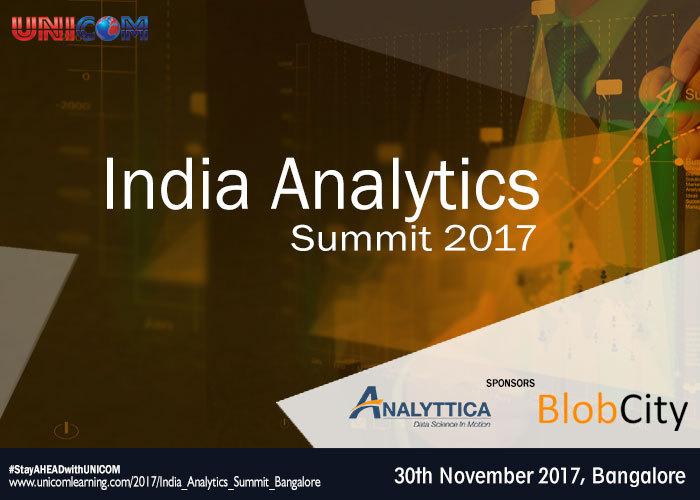 UNICOM
India Analytics
Summit 2017
SPONSORS
ANALYTTICA
Data Science In Motion
BlobCity
#StayAHEADwithUNICOM
www.unicomlearning.com/2017/India_Analytics_Summit_Bangalore
30th November 2017, Bangalore